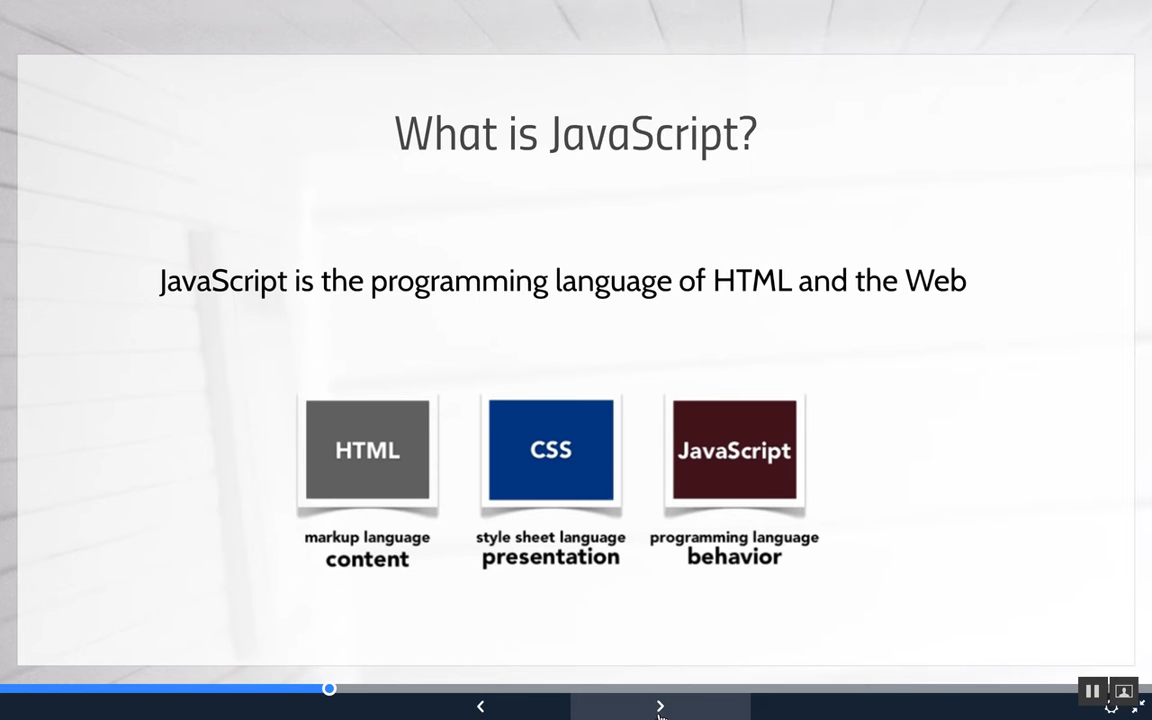 What is JavaScript?
JavaScript is the programming language of HTML and the Web
HTML CSS JavaScript
markup language style sheet language programming language
content presentation behavior